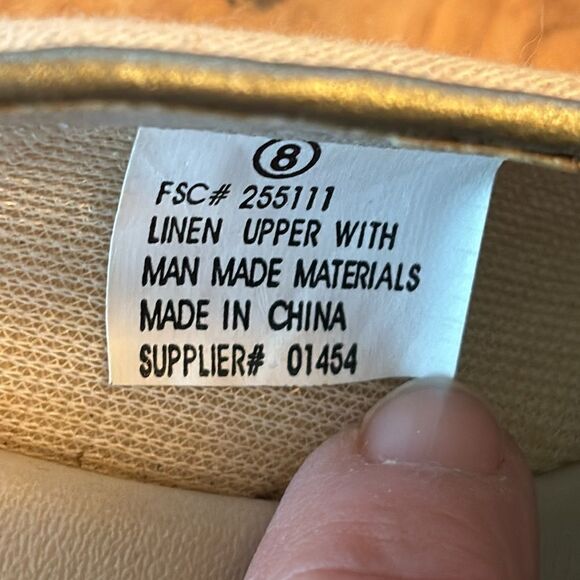 8
FSC# 255111
LINEN UPPER WITH
MAN MADE MATERIALS
MADE IN CHINA
SUPPLIER# 01454